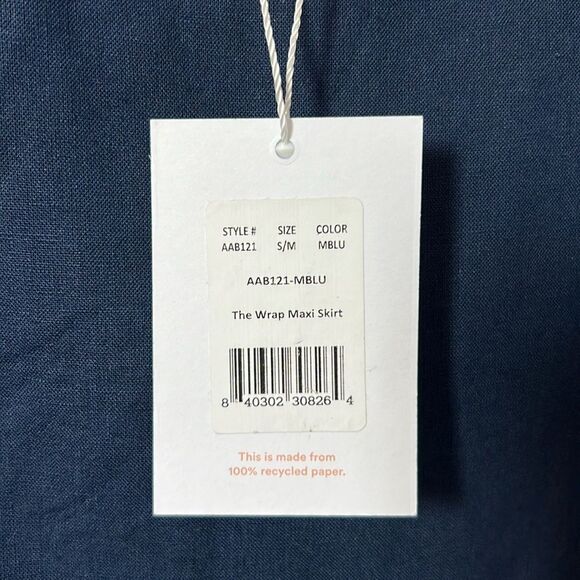 STYLE # SIZE COLOR
AAB121 S/M MBLU
AAB121-MBLU
The Wrap Maxi Skirt
8 40302 30826 4
This is made from
100% recycled paper.